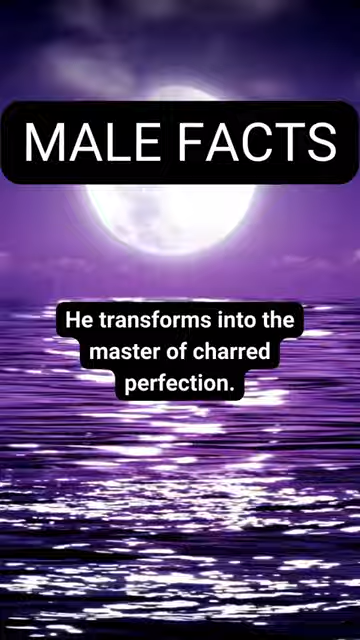 MALE FACTS
He transforms into the
master of charred
perfection.